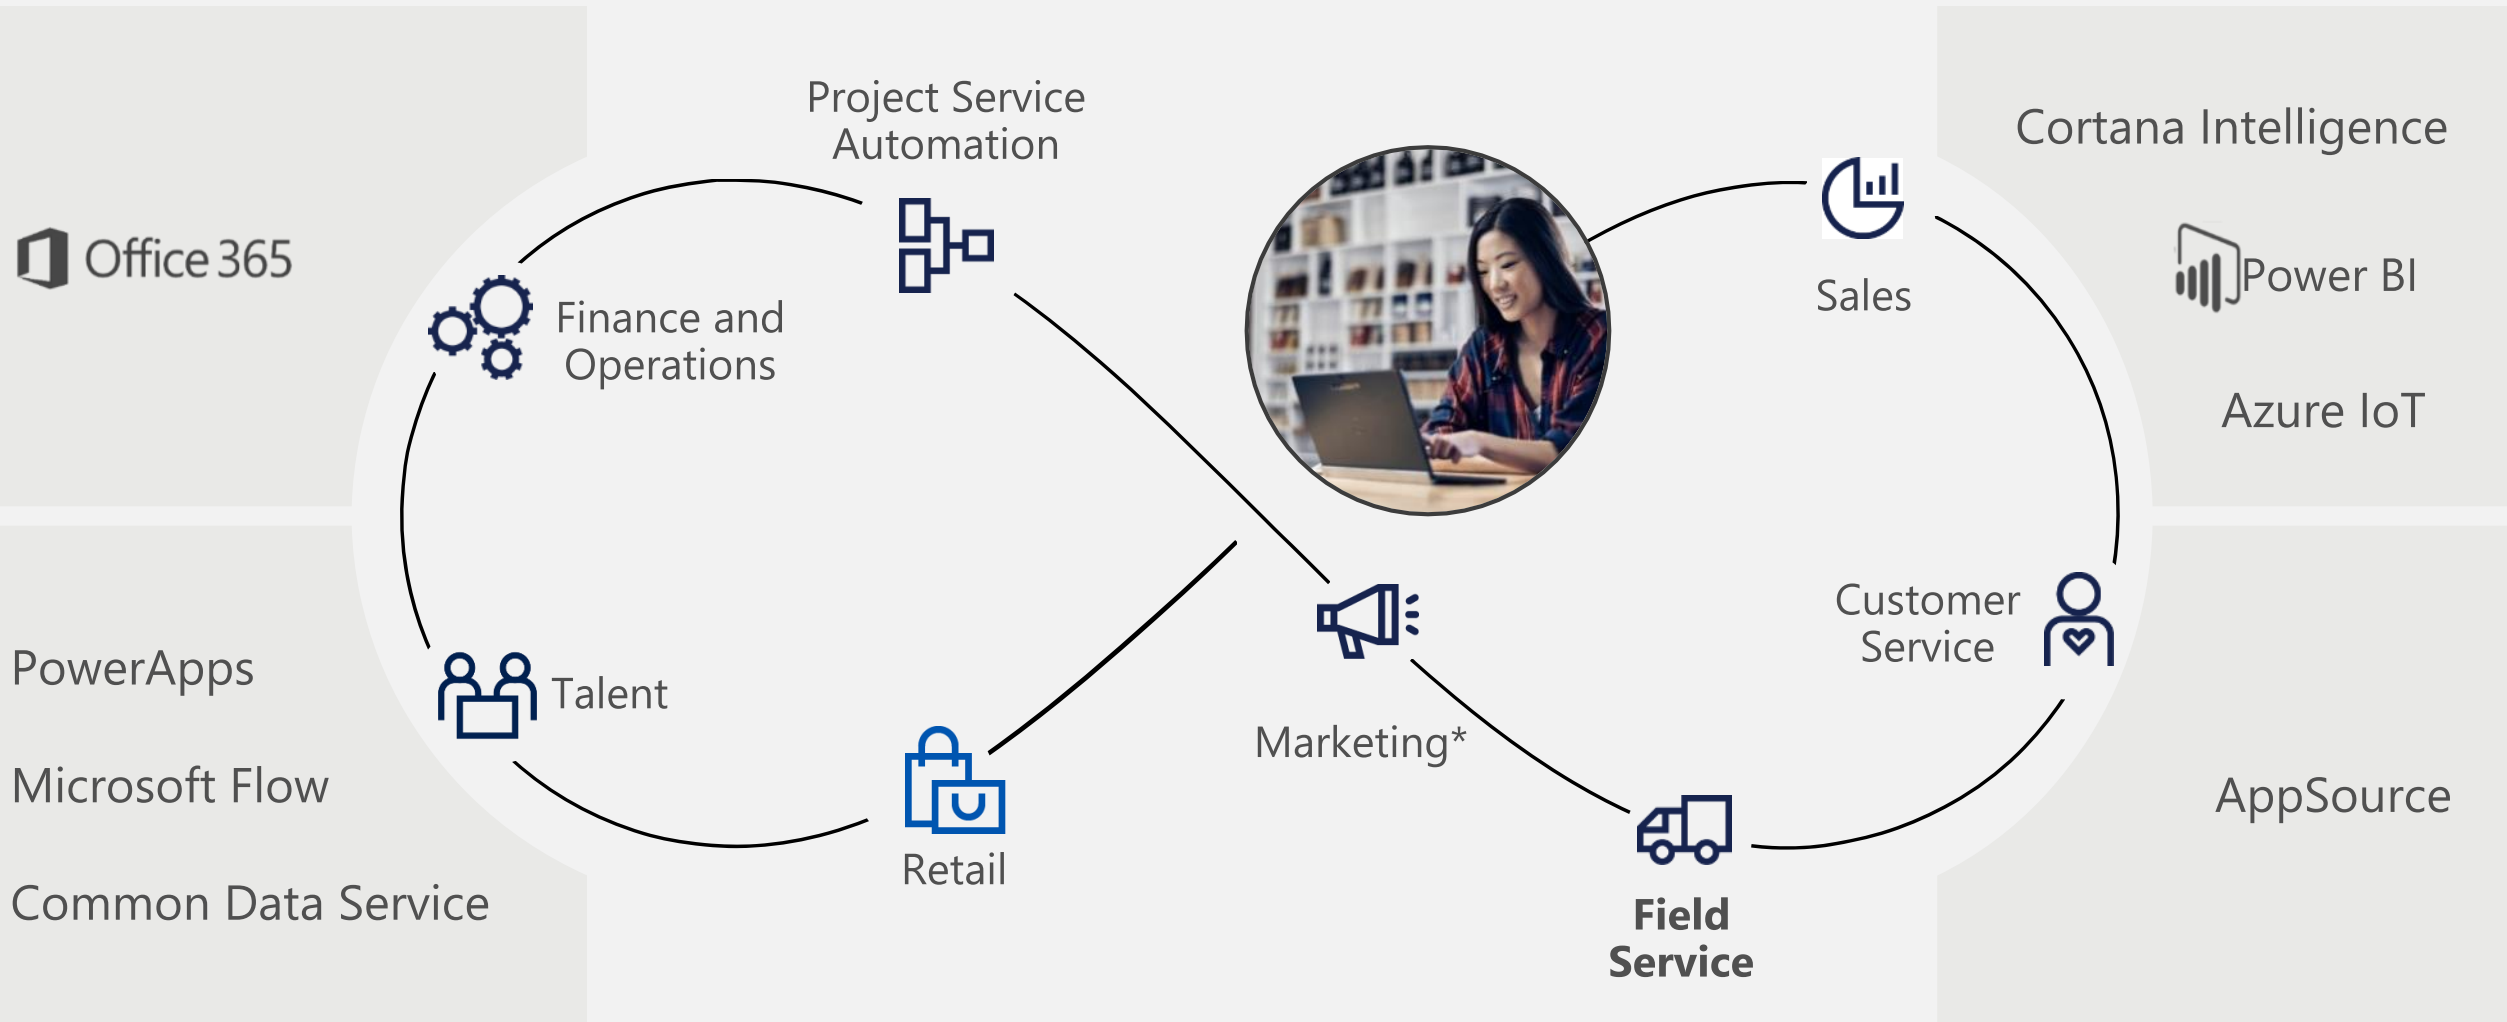 Project Service
Automation
Cortana Intelligence
Office 365
Power BI
Sales
Finance and
Operations
Azure IoT
Customer
Service
PowerApps
Talent
Marketing*
Microsoft Flow
AppSource
Retail
Common Data Service
Field
Service